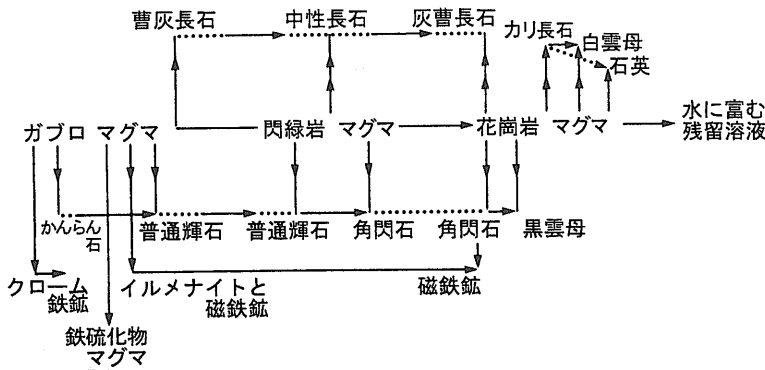 曹灰長石 中性長石 灰曹長石
カリ長石 白雲母
石英
ガブロ マグマ 閃緑岩 マグマ 花崗岩 マグマ 水に富む
残留溶液
かんらん
石
普通輝石 普通輝石 角閃石 角閃石 黒雲母
クローム
鉄鉱
イルメナイトと
磁鉄鉱
磁鉄鉱
鉄硫化物
マグマ